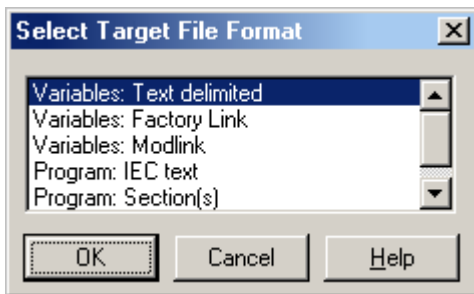 Select Target File Format
Variables: Text delimited
Variables: Factory Link
Variables: Modlink
Program: IEC text
Program: Section(s)
OK Cancel Help